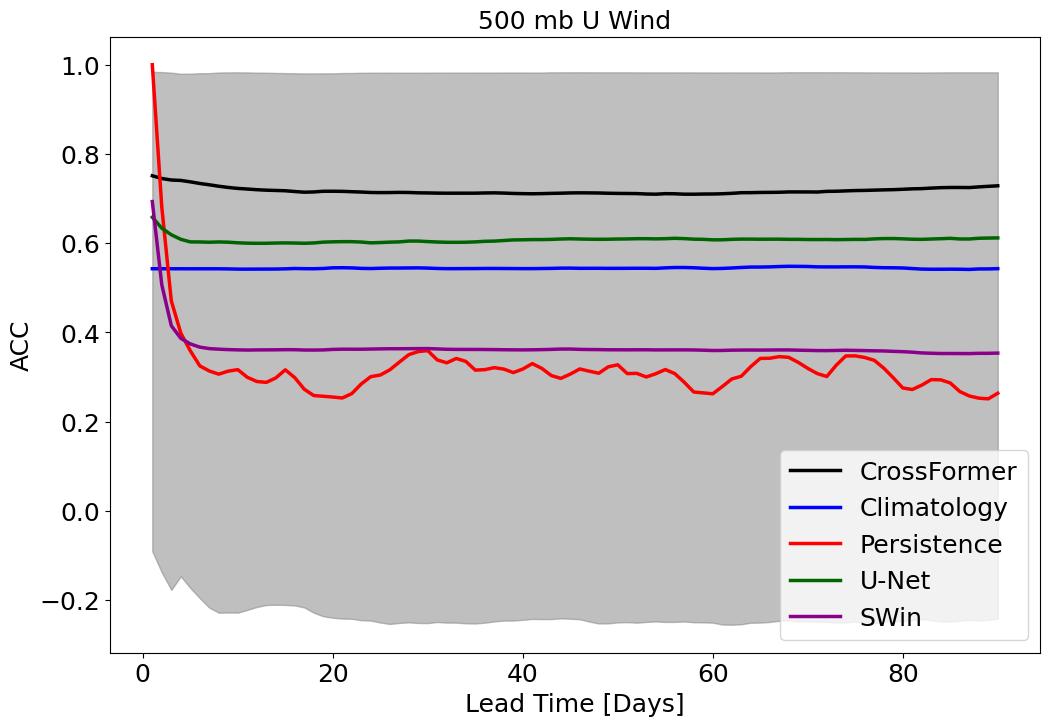 500 mb U Wind
1.0
0.8
0.6
0.4
0.2
0.0
−0.2
ACC
0
20
40
60
80
Lead Time [Days]
CrossFormer
Climatology
Persistence
U-Net
SWin